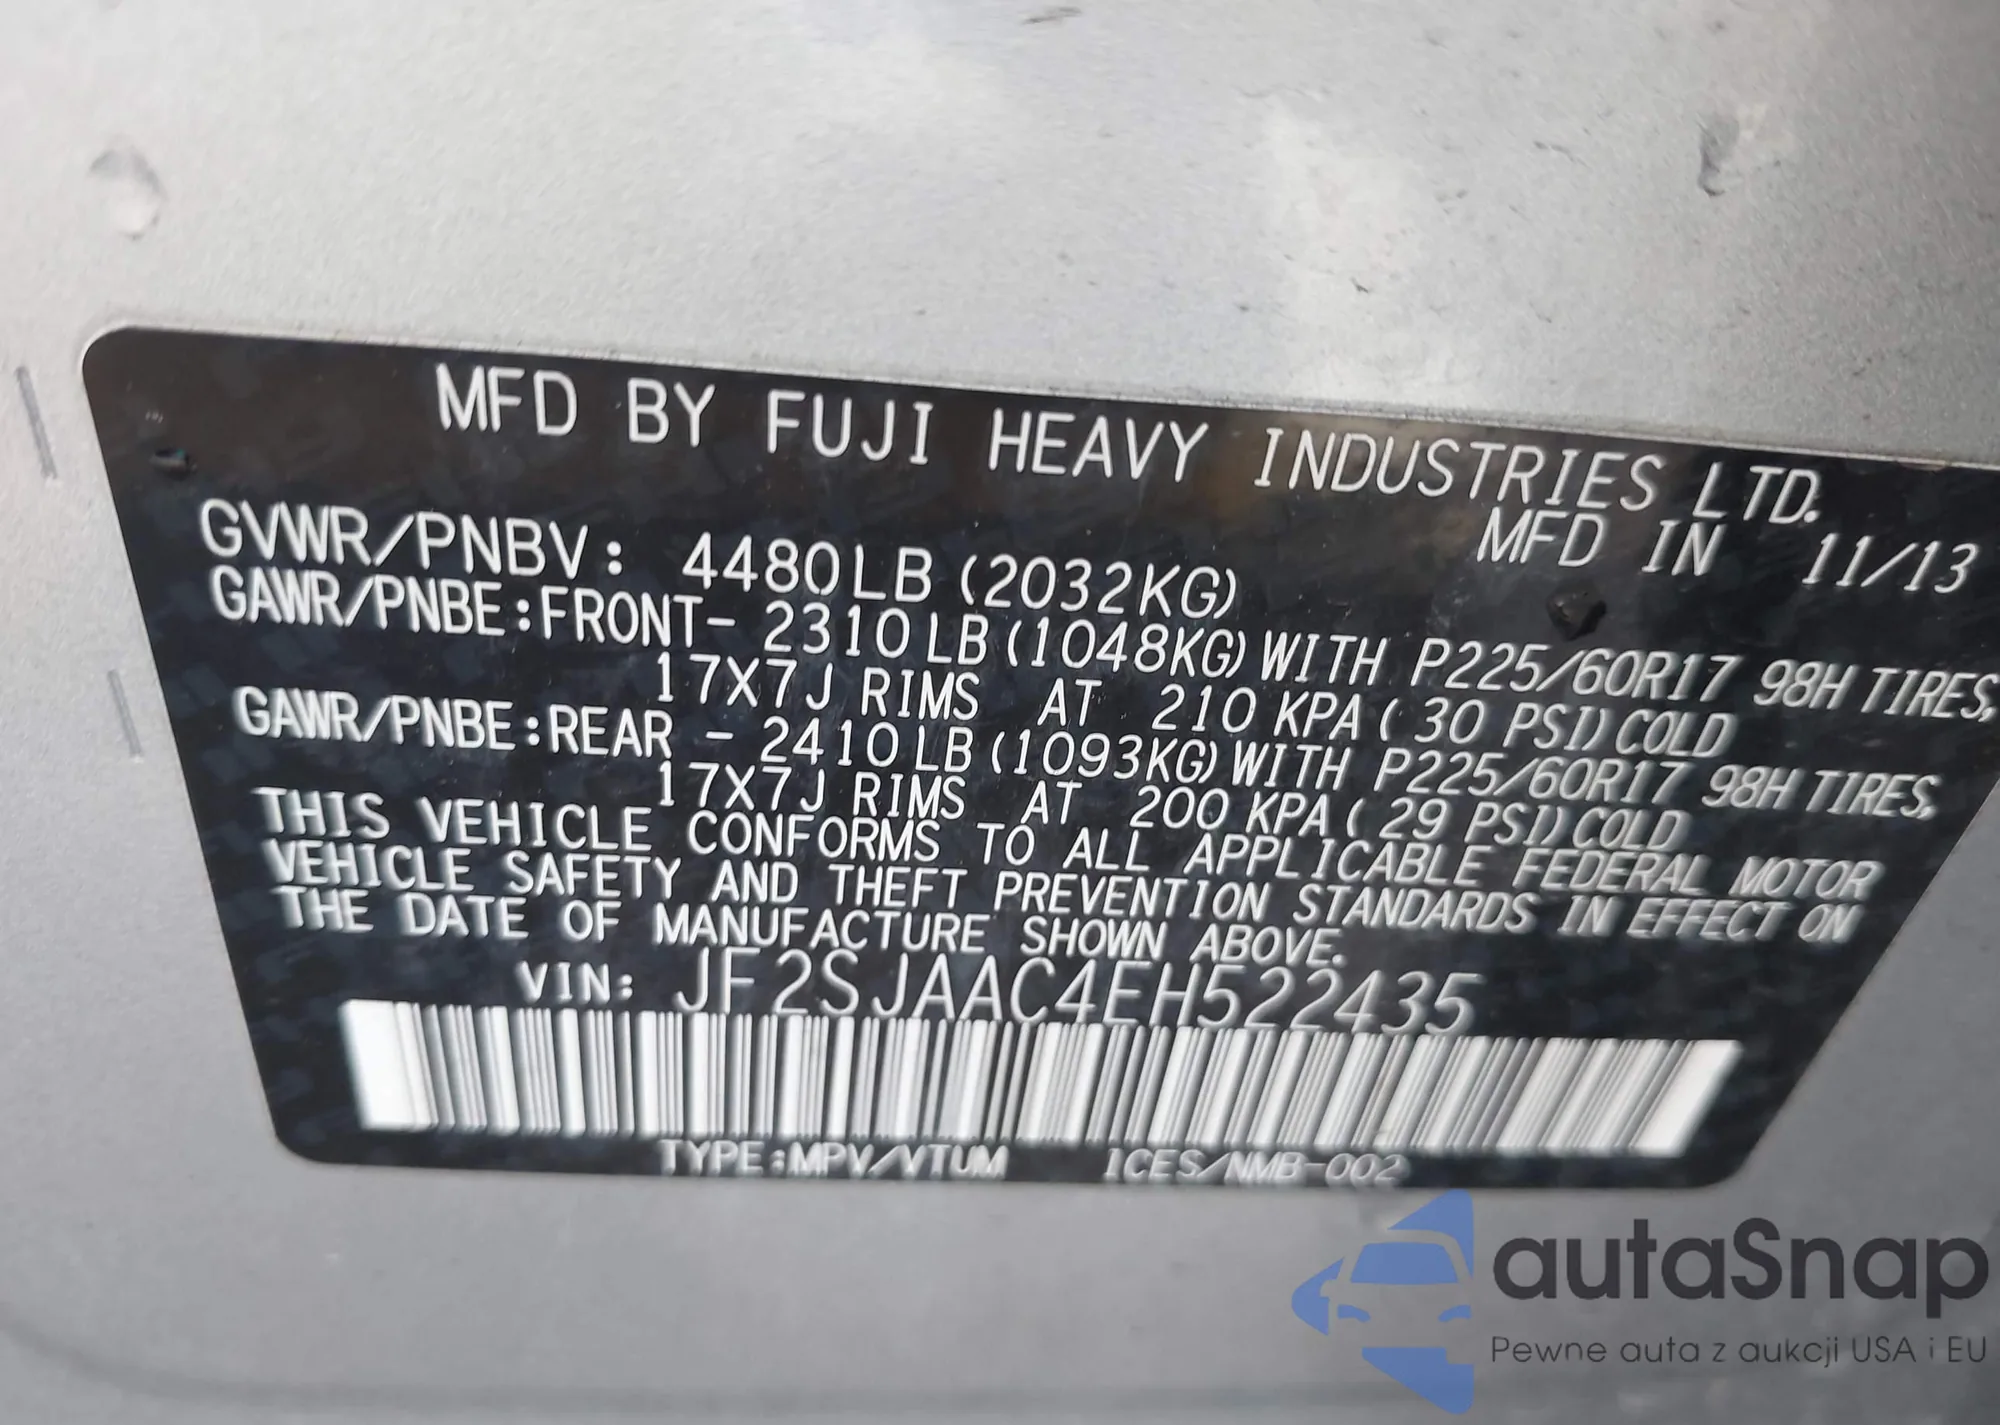 MFD BY FUJI HEAVY INDUSTRIES LTD.
MFD IN 11/13
GVWR/PNBV: 4480LB (2032KG)
GAWR/PNBE:FRONT- 2310LB (1048KG) WITH P225/60R17 98H TIRES,
17X7J RIMS AT 210 KPA ( 30 PSI) COLD
GAWR/PNBE:REAR - 2410LB (1093KG) WITH P225/60R17 98H TIRES,
17X7J RIMS AT 200 KPA ( 29 PSI) COLD
THIS VEHICLE CONFORMS TO ALL APPLICABLE FEDERAL MOTOR
VEHICLE SAFETY AND THEFT PREVENTION STANDARDS IN EFFECT ON
THE DATE OF MANUFACTURE SHOWN ABOVE.
VIN: JF2SJAAC4EH522435
TYPE:MPV/VTUM ICES/NMB-002
autaSnap
Pewne auta z aukcji USA i EU